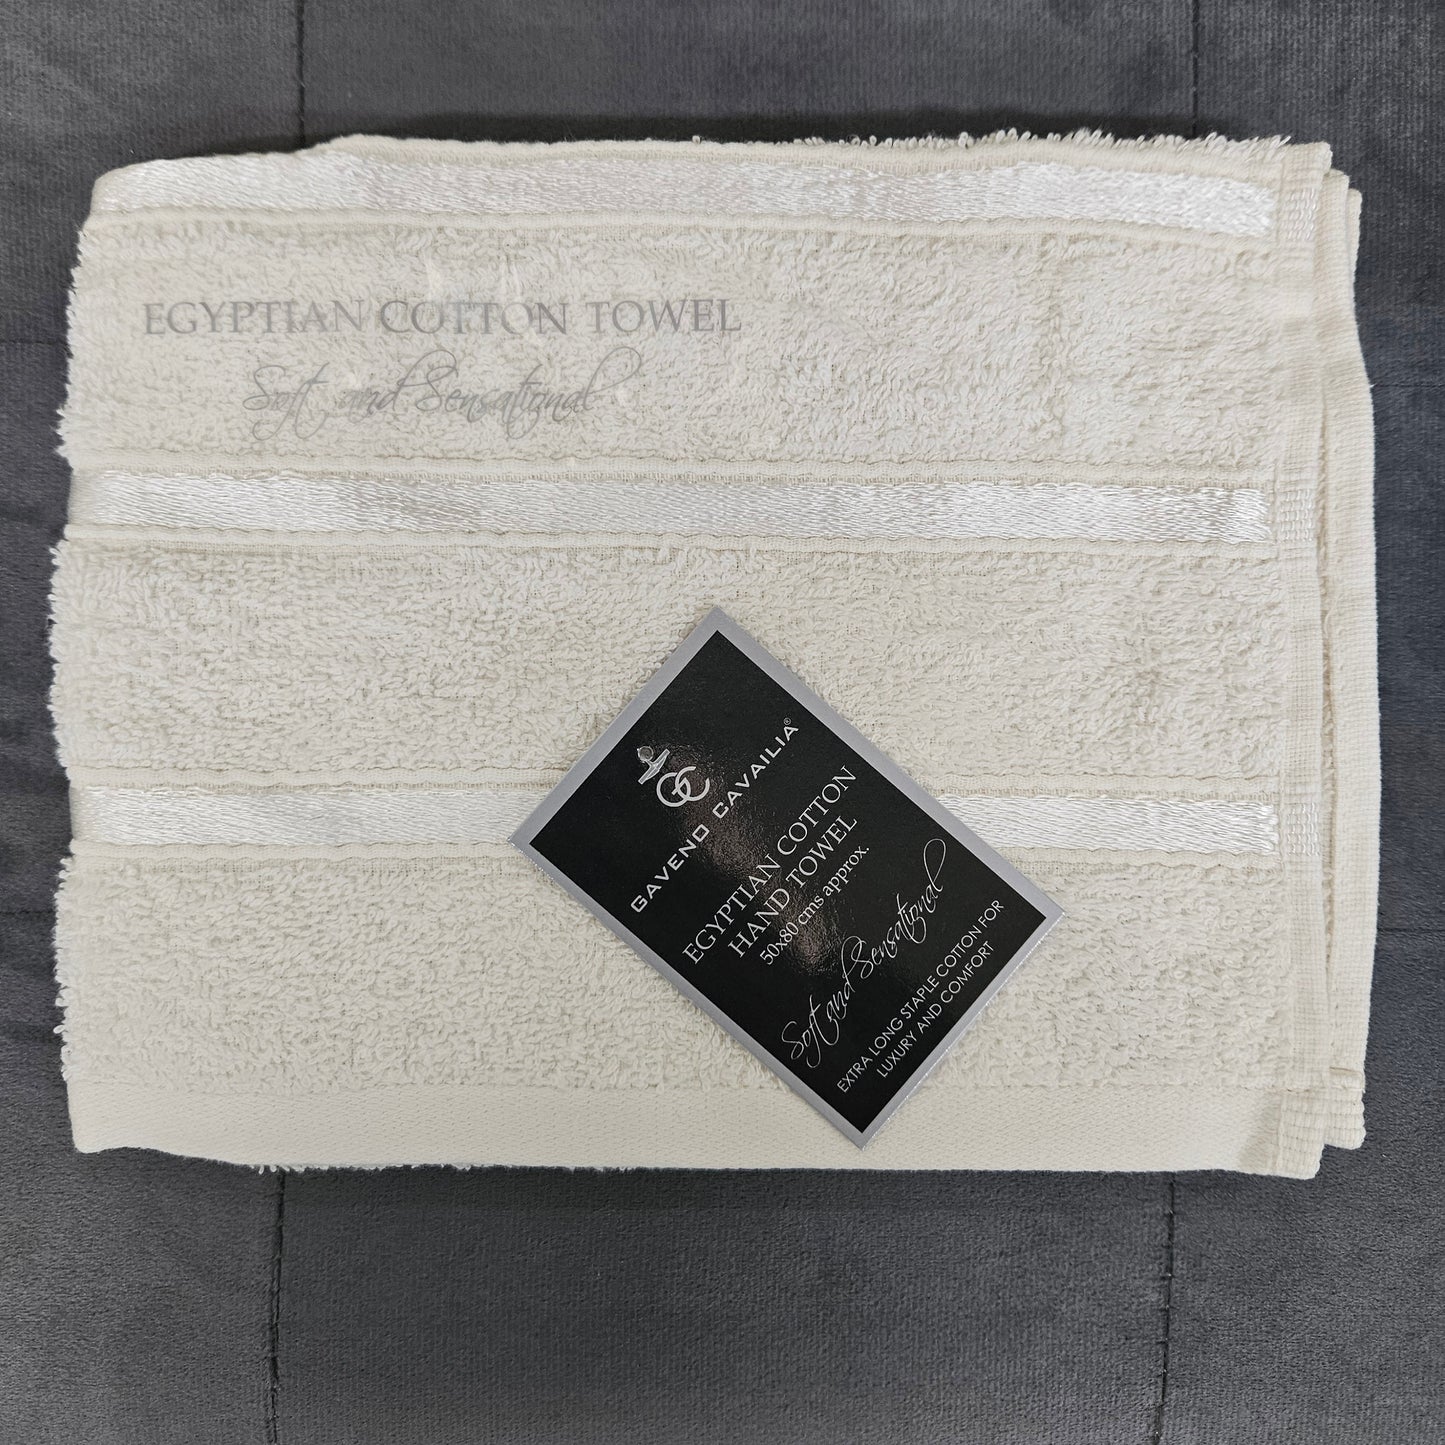 EGYPTIAN COTTON TOWEL
Soft and Sensational
GC
GAVENO CAVAILIA®
EGYPTIAN COTTON
HAND TOWEL
50x80 cms approx.
Soft and Sensational
EXTRA LONG STAPLE COTTON FOR
LUXURY AND COMFORT